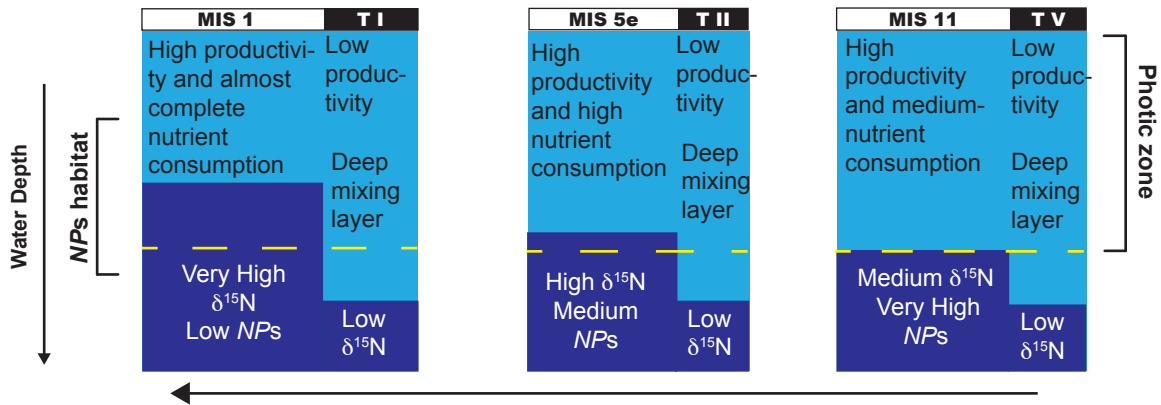 MIS 1
T I
MIS 5e
T II
MIS 11
T V
High productivi-
ty and almost
complete
nutrient
consumption
Low
produc-
tivity
Deep
mixing
layer
High
productivity
and high
nutrient
consumption
Low
produc-
tivity
Deep
mixing
layer
High
productivity
and medium-
nutrient
consumption
Low
produc-
tivity
Deep
mixing
layer
Water Depth
NPs habitat
Photic zone
Very High
δ¹⁵N
Low NPs
Low
δ¹⁵N
High δ¹⁵N
Medium
NPs
Low
δ¹⁵N
Medium δ¹⁵N
Very High
NPs
Low
δ¹⁵N